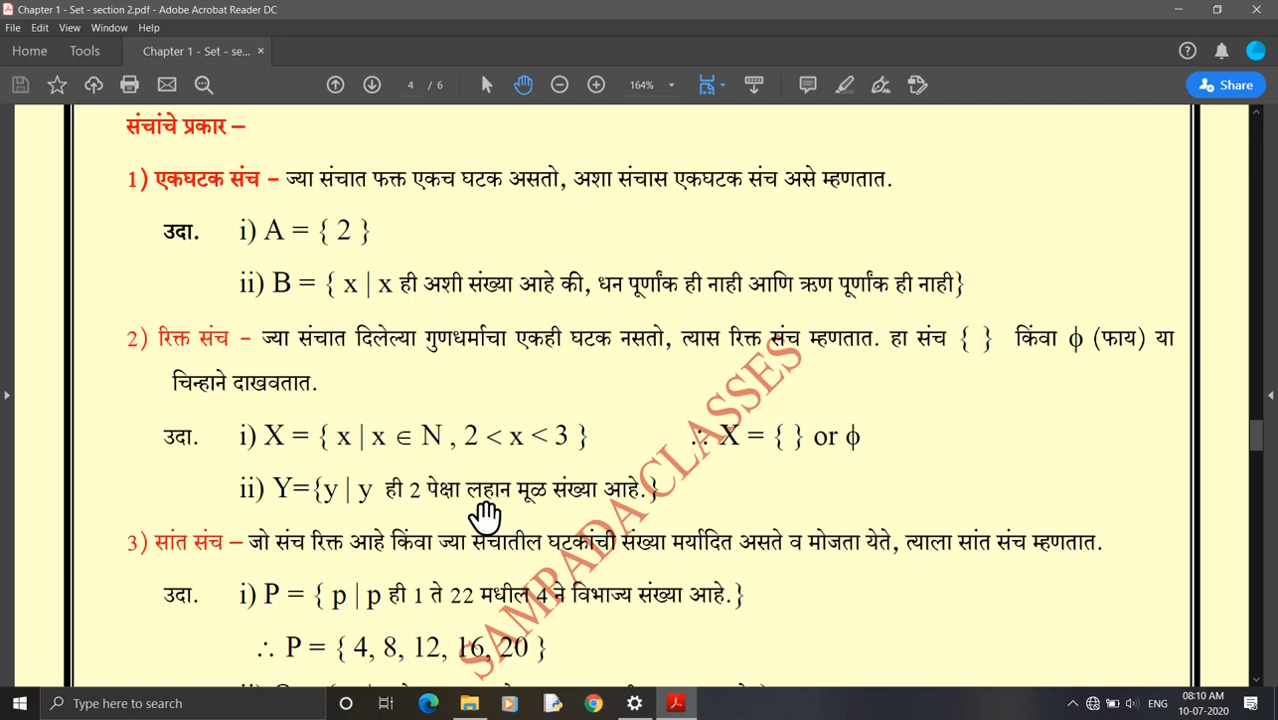 Chapter 1 - Set - section 2.pdf - Adobe Acrobat Reader DC
File Edit View Window Help
Home Tools Chapter 1 - Set - se... ×
4 / 6 164% Share
संचांचे प्रकार –
1) एकघटक संच - ज्या संचात फक्त एकच घटक असतो, अशा संचास एकघटक संच असे म्हणतात.
उदा. i) A = { 2 }
ii) B = { x | x ही अशी संख्या आहे की, धन पूर्णांक ही नाही आणि ऋण पूर्णांक ही नाही}
2) रिक्त संच - ज्या संचात दिलेल्या गुणधर्माचा एकही घटक नसतो, त्यास रिक्त संच म्हणतात. हा संच { } किंवा ϕ (फाय) या
चिन्हाने दाखवतात.
उदा. i) X = { x | x ∈ N , 2 < x < 3 } ∴ X = { } or ϕ
ii) Y={y | y ही 2 पेक्षा लहान मूळ संख्या आहे.}
3) सांत संच – जो संच रिक्त आहे किंवा ज्या संचातील घटकांची संख्या मर्यादित असते व मोजता येते, त्याला सांत संच म्हणतात.
उदा. i) P = { p | p ही 1 ते 22 मधील 4 ने विभाज्य संख्या आहे.}
∴ P = { 4, 8, 12, 16, 20 }
SAMPADA CLASSES
Type here to search
ENG
08:10 AM
10-07-2020